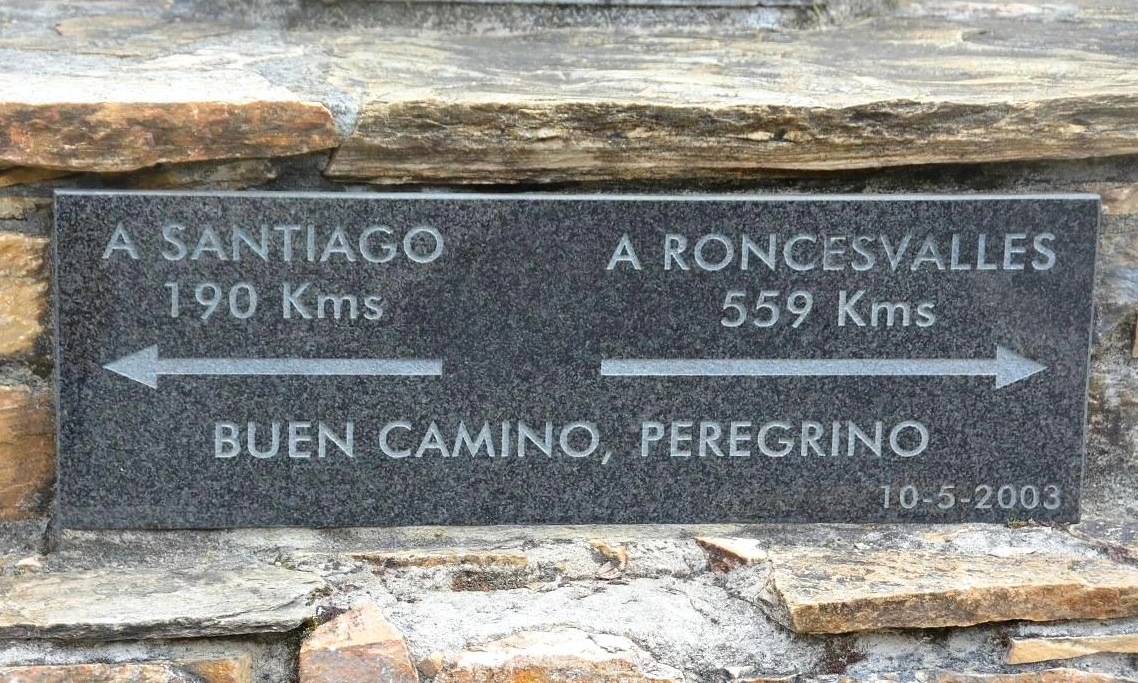 A SANTIAGO
190 Kms
A RONCESVALLES
559 Kms
BUEN CAMINO, PEREGRINO
10-5-2003